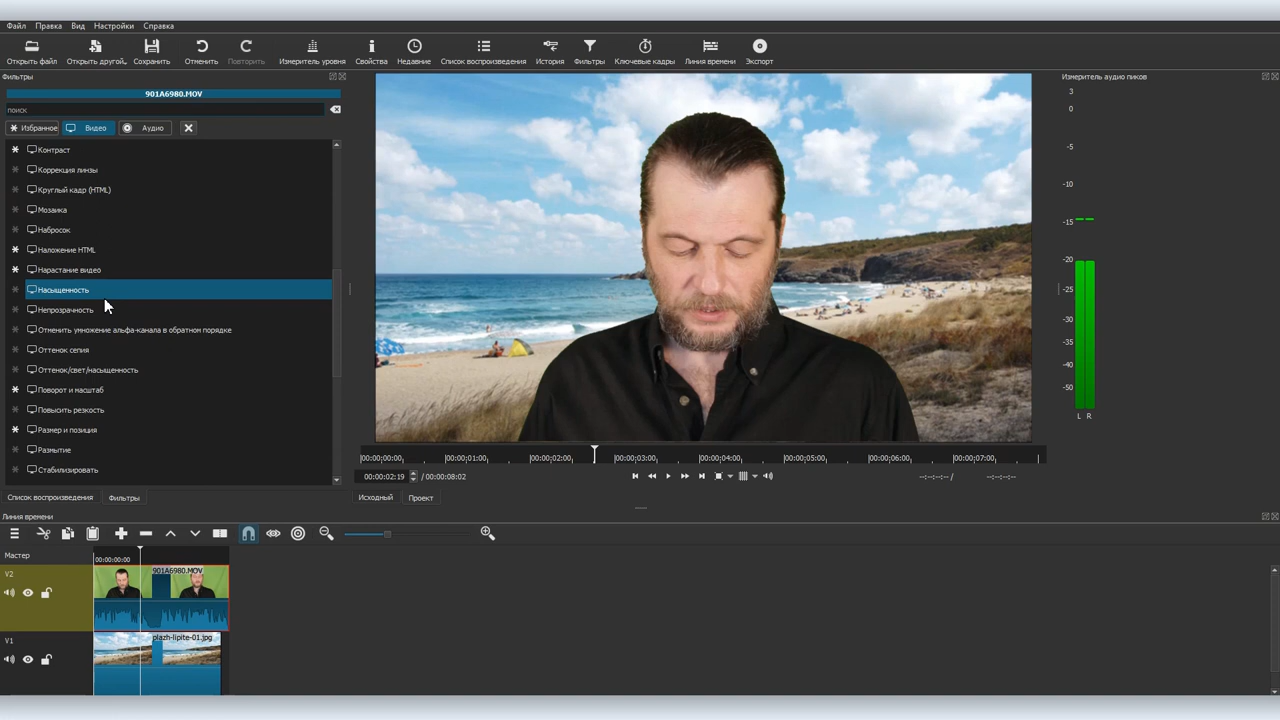 Файл Правка Вид Настройки Справка
Открыть файл Открыть другой.. Сохранить Отменить Повторить Измеритель уровня Свойства Недавние Список воспроизведения История Фильтры Ключевые кадры Линия времени Экспорт
Фильтры
901A6980.MOV
поиск
Избранное Видео Аудио
Контраст
Коррекция линзы
Круглый кадр (HTML)
Мозаика
Набросок
Наложение HTML
Нарастание видео
Насыщенность
Непрозрачность
Отменить умножение альфа-канала в обратном порядке
Оттенок сепия
Оттенок/свет/насыщенность
Поворот и масштаб
Повысить резкость
Размер и позиция
Размытие
Стабилизировать
Список воспроизведения Фильтры
Измеритель аудио пиков
3
0
-5
-10
-15
-20
-25
-30
-35
-40
-50
L R
00:00:00:00 00:00:01:00 00:00:02:00 00:00:03:00 00:00:04:00 00:00:05:00 00:00:06:00 00:00:07:00
00:00:02:19 / 00:00:08:02 --:--:--:-- / --:--:--:--
Исходный Проект
Линия времени
Мастер 00:00:00:00
V2 901A6980.MOV
V1 plazh-lipite-01.jpg